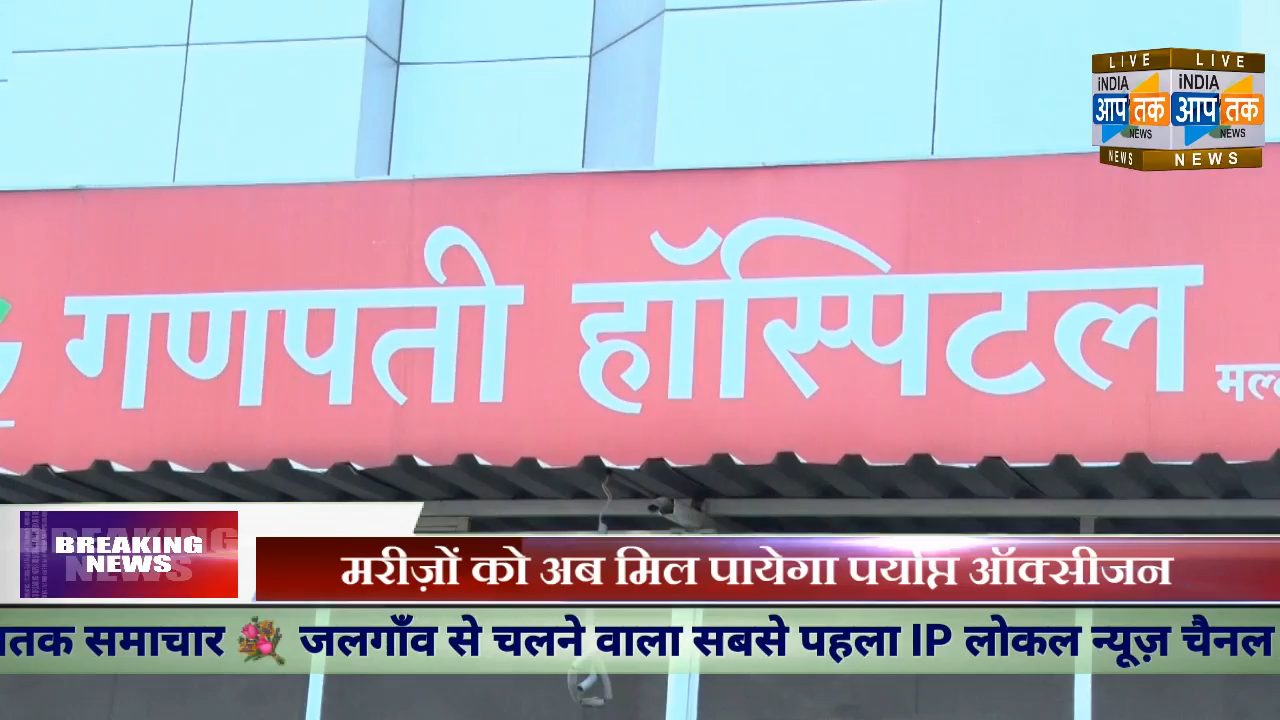 LIVE LIVE
iNDIA iNDIA
आप तक आप तक
NEWS NEWS
NEWS NEWS
गणपती हॉस्पिटल
BREAKING
NEWS
मरीज़ों को अब मिल पायेगा पर्याप्त ऑक्सीजन
तक समाचार 💐 जलगाँव से चलने वाला सबसे पहला IP लोकल न्यूज़ चैनल